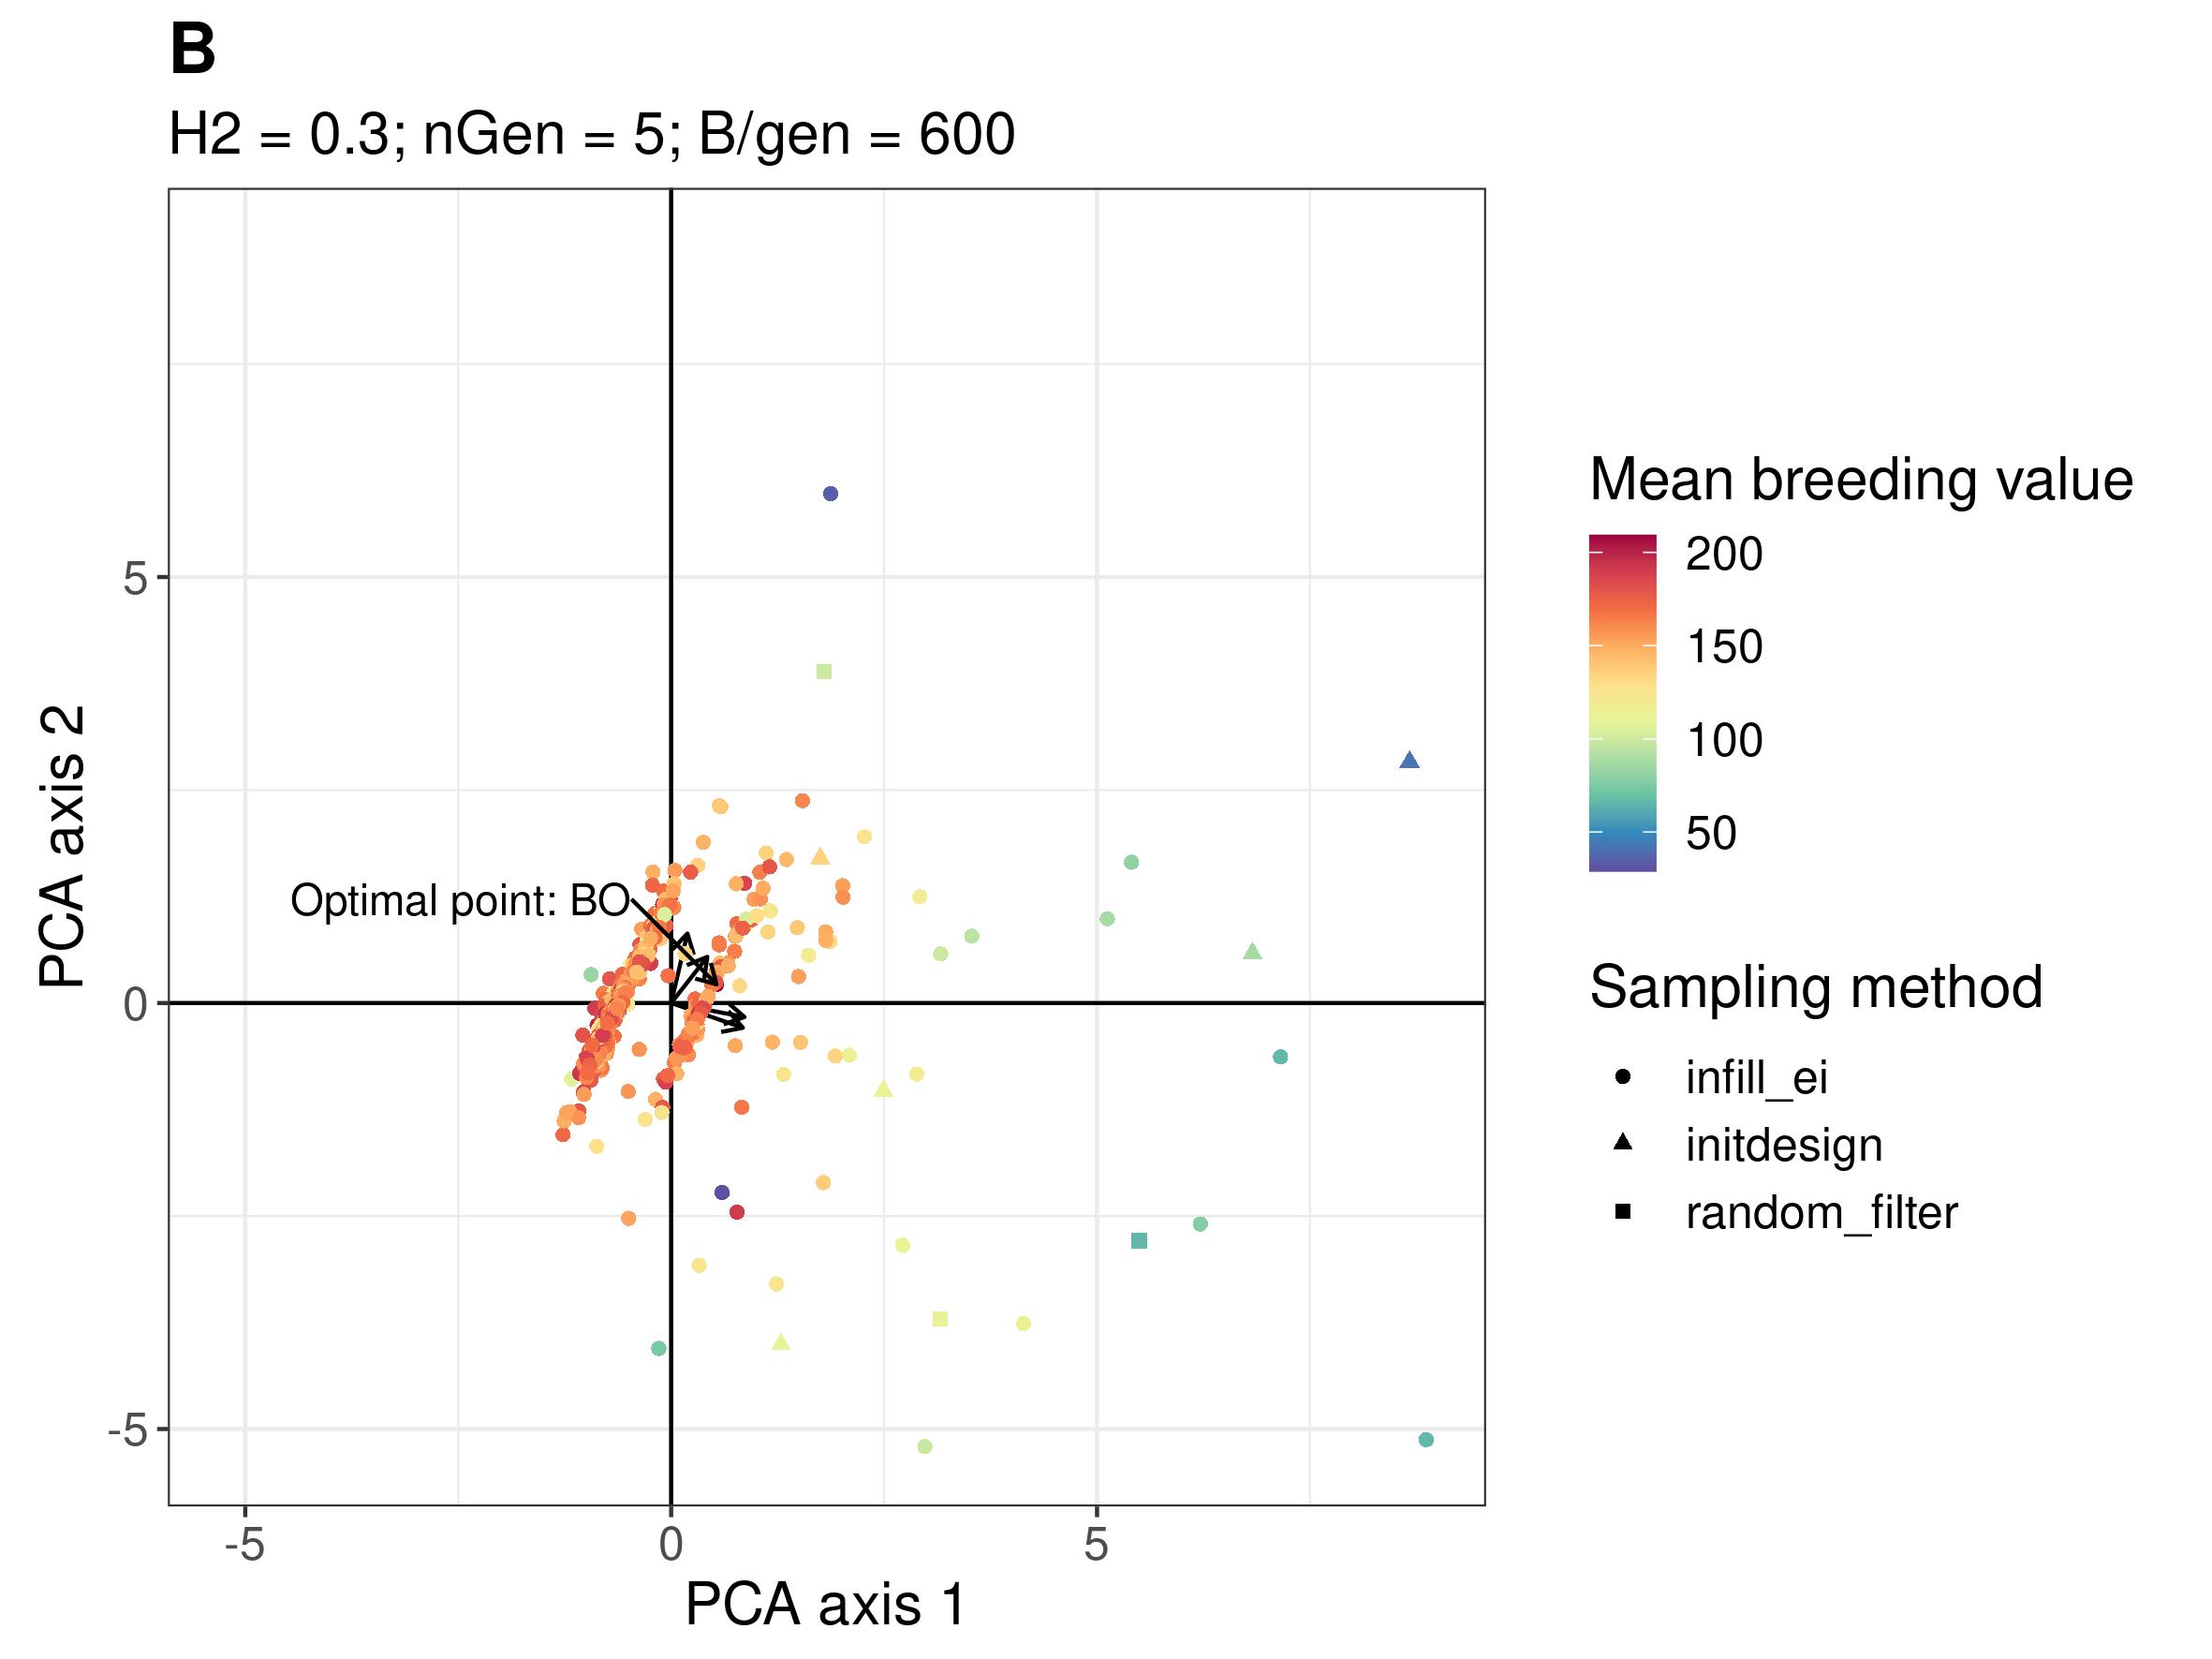 B
H2 = 0.3; nGen = 5; B/gen = 600
PCA axis 2
5
0
-5
Optimal point: BO
-5
0
5
PCA axis 1
Mean breeding value
200
150
100
50
Sampling method
infill_ei
initdesign
random_filter